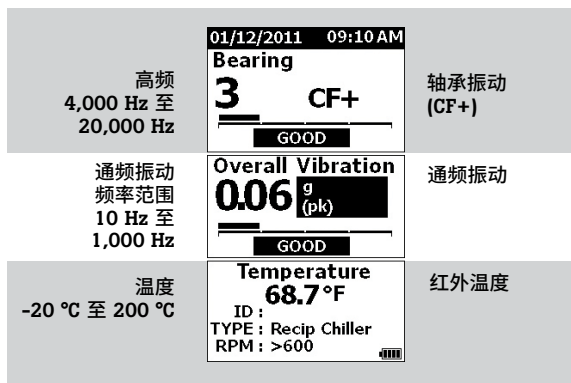 高频
4,000 Hz 至
20,000 Hz
01/12/2011 09:10 AM
Bearing
3 CF+
GOOD
轴承振动
(CF+)
通频振动
频率范围
10 Hz 至
1,000 Hz
Overall Vibration
0.06 g
(pk)
GOOD
通频振动
温度
-20 °C 至 200 °C
Temperature
68.7°F
ID :
TYPE : Recip Chiller
RPM : >600
红外温度